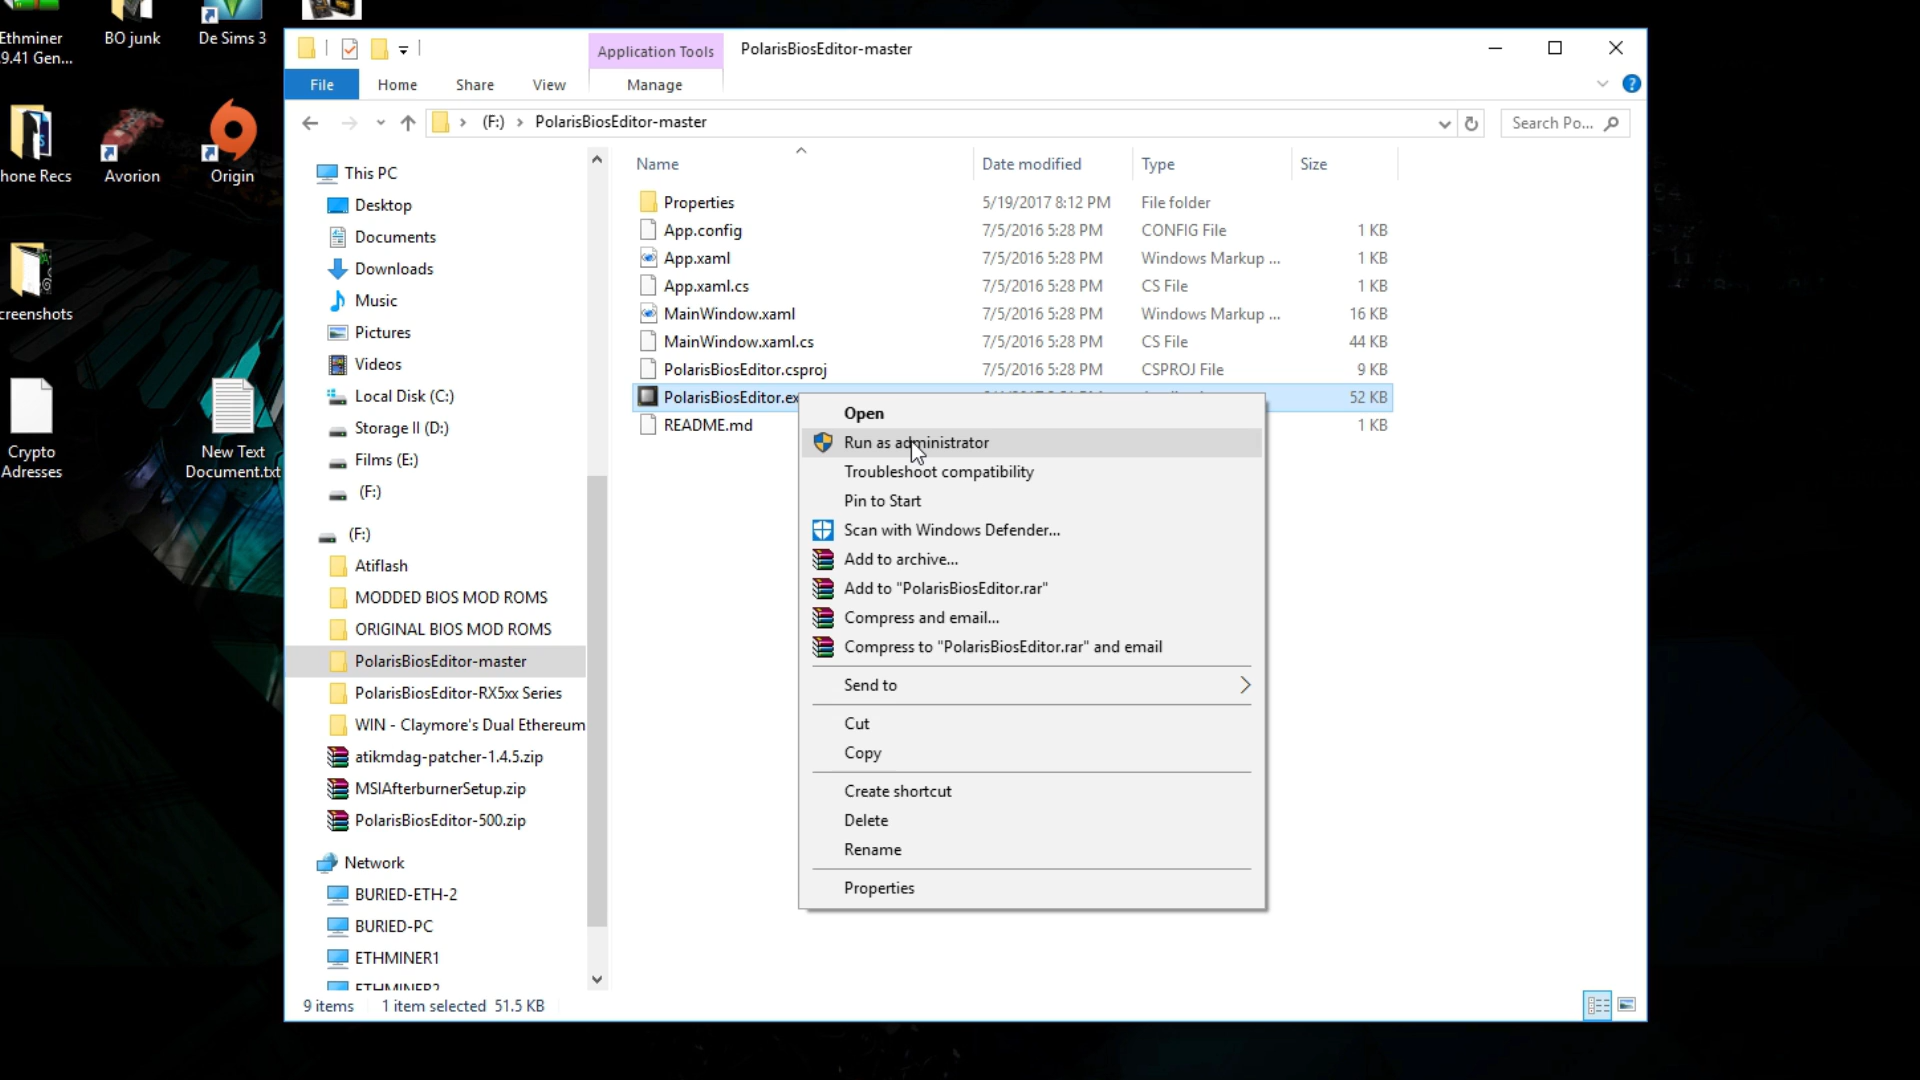 Ethminer
9.41 Gen...
BO junk
De Sims 3
hone Recs
Avorion
Origin
creenshots
Crypto
Adresses
New Text
Document.txt
Application Tools
PolarisBiosEditor-master
File
Home
Share
View
Manage
(F:)
PolarisBiosEditor-master
Search Po...
This PC
Desktop
Documents
Downloads
Music
Pictures
Videos
Local Disk (C:)
Storage II (D:)
Films (E:)
(F:)
(F:)
Atiflash
MODDED BIOS MOD ROMS
ORIGINAL BIOS MOD ROMS
PolarisBiosEditor-master
PolarisBiosEditor-RX5xx Series
WIN - Claymore's Dual Ethereum
atikmdag-patcher-1.4.5.zip
MSIAfterburnerSetup.zip
PolarisBiosEditor-500.zip
Network
BURIED-ETH-2
BURIED-PC
ETHMINER1
ETHMINER2
Name Date modified Type Size
Properties 5/19/2017 8:12 PM File folder
App.config 7/5/2016 5:28 PM CONFIG File 1 KB
App.xaml 7/5/2016 5:28 PM Windows Markup ... 1 KB
App.xaml.cs 7/5/2016 5:28 PM CS File 1 KB
MainWindow.xaml 7/5/2016 5:28 PM Windows Markup ... 16 KB
MainWindow.xaml.cs 7/5/2016 5:28 PM CS File 44 KB
PolarisBiosEditor.csproj 7/5/2016 5:28 PM CSPROJ File 9 KB
PolarisBiosEditor.ex 52 KB
README.md 1 KB
Open
Run as administrator
Troubleshoot compatibility
Pin to Start
Scan with Windows Defender...
Add to archive...
Add to "PolarisBiosEditor.rar"
Compress and email...
Compress to "PolarisBiosEditor.rar" and email
Send to
Cut
Copy
Create shortcut
Delete
Rename
Properties
9 items 1 item selected 51.5 KB